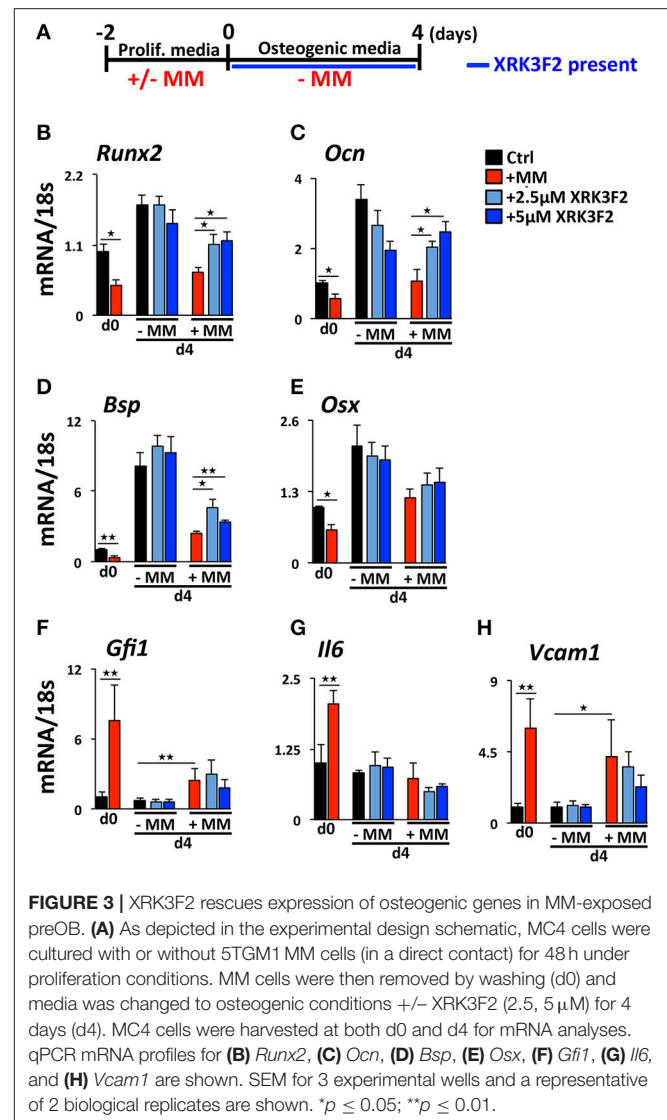 A
-2 0 4 (days)
Prolif. media Osteogenic media
+/- MM - MM
XRK3F2 present
B
Runx2
C
Ocn
Ctrl
+MM
+2.5µM XRK3F2
+5µM XRK3F2
mRNA/18s
2.2
1.1
0
★ ★ ★
d0 - MM + MM
d4
4
2
0
★ ★ ★
d0 - MM + MM
d4
D
Bsp
E
Osx
mRNA/18s
12
6
0
★★ ★ ★★
d0 - MM + MM
d4
2.6
1.3
0
★
d0 - MM + MM
d4
F
Gfi1
G
Il6
H
Vcam1
mRNA/18s
12
8
4
0
★★ ★★
d0 - MM + MM
d4
2.5
1.25
0
★★
d0 - MM + MM
d4
9
4.5
0
★★ ★
d0 - MM + MM
d4
FIGURE 3 | XRK3F2 rescues expression of osteogenic genes in MM-exposed
preOB. (A) As depicted in the experimental design schematic, MC4 cells were
cultured with or without 5TGM1 MM cells (in a direct contact) for 48 h under
proliferation conditions. MM cells were then removed by washing (d0) and
media was changed to osteogenic conditions +/– XRK3F2 (2.5, 5 µM) for 4
days (d4). MC4 cells were harvested at both d0 and d4 for mRNA analyses.
qPCR mRNA profiles for (B) Runx2, (C) Ocn, (D) Bsp, (E) Osx, (F) Gfi1, (G) Il6,
and (H) Vcam1 are shown. SEM for 3 experimental wells and a representative
of 2 biological replicates are shown. *p ≤ 0.05; **p ≤ 0.01.